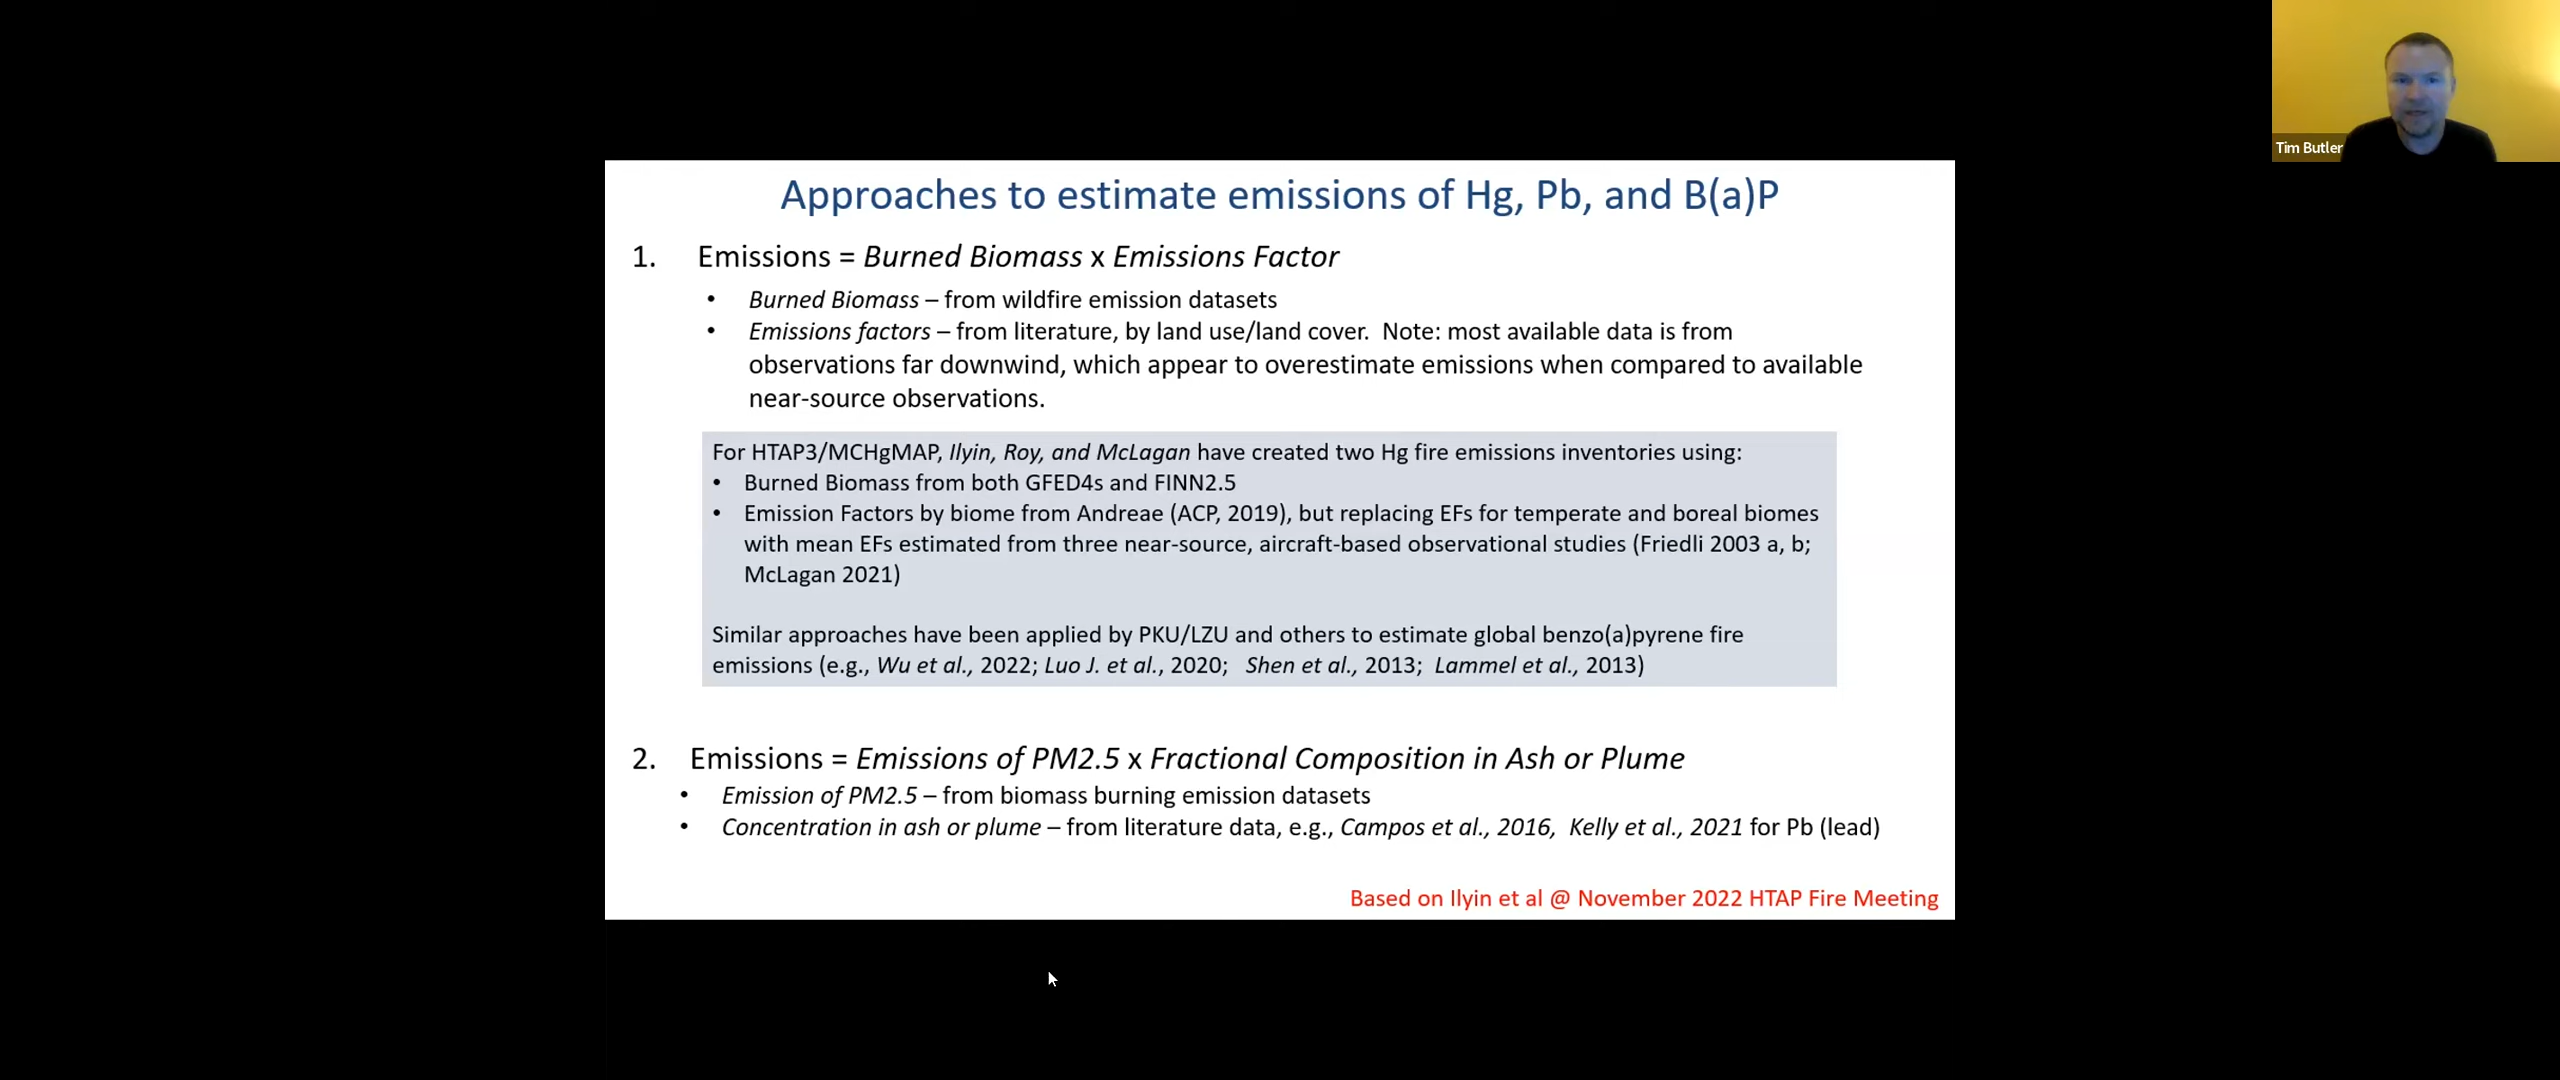 Tim Butler
Approaches to estimate emissions of Hg, Pb, and B(a)P
1. Emissions = Burned Biomass x Emissions Factor
• Burned Biomass – from wildfire emission datasets
• Emissions factors – from literature, by land use/land cover.  Note: most available data is from
observations far downwind, which appear to overestimate emissions when compared to available
near-source observations.
For HTAP3/MCHgMAP, Ilyin, Roy, and McLagan have created two Hg fire emissions inventories using:
• Burned Biomass from both GFED4s and FINN2.5
• Emission Factors by biome from Andreae (ACP, 2019), but replacing EFs for temperate and boreal biomes
with mean EFs estimated from three near-source, aircraft-based observational studies (Friedli 2003 a, b;
McLagan 2021)
Similar approaches have been applied by PKU/LZU and others to estimate global benzo(a)pyrene fire
emissions (e.g., Wu et al., 2022; Luo J. et al., 2020;  Shen et al., 2013;  Lammel et al., 2013)
2. Emissions = Emissions of PM2.5 x Fractional Composition in Ash or Plume
• Emission of PM2.5 – from biomass burning emission datasets
• Concentration in ash or plume – from literature data, e.g., Campos et al., 2016,  Kelly et al., 2021 for Pb (lead)
Based on Ilyin et al @ November 2022 HTAP Fire Meeting